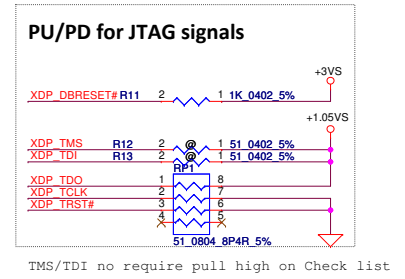 PU/PD for JTAG signals
+3VS
XDP_DBRESET# R11 2 1 1K_0402_5%
+1.05VS
XDP_TMS R12 2 @ 1 51_0402_5%
XDP_TDI R13 2 @ 1 51_0402_5%
RP1
XDP_TDO 1 8
XDP_TCLK 2 7
XDP_TRST# 3 6
4 5
51_0804_8P4R_5%
TMS/TDI no require pull high on Check list